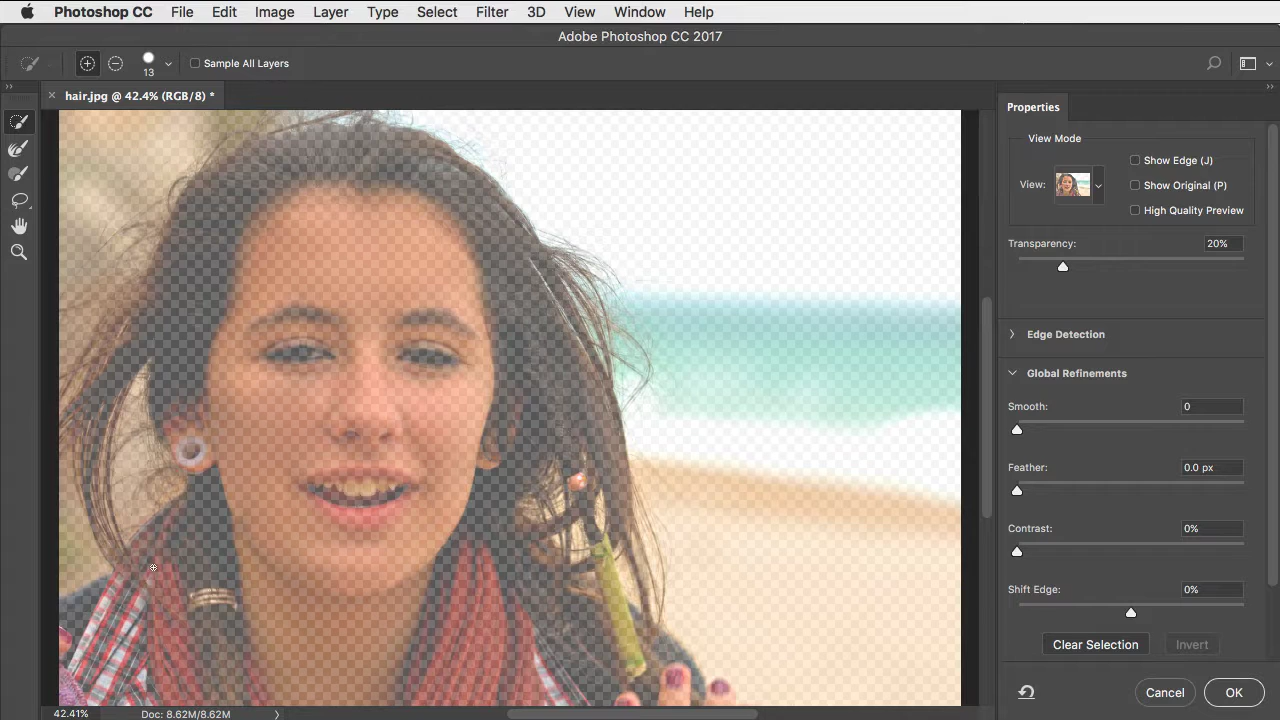 Photoshop CC File Edit Image Layer Type Select Filter 3D View Window Help
Adobe Photoshop CC 2017
13 Sample All Layers
hair.jpg @ 42.4% (RGB/8) *
Properties
View Mode
View:
Show Edge (J)
Show Original (P)
High Quality Preview
Transparency: 20%
Edge Detection
Global Refinements
Smooth: 0
Feather: 0.0 px
Contrast: 0%
Shift Edge: 0%
Clear Selection Invert
Cancel OK
42.41% Doc: 8.62M/8.62M